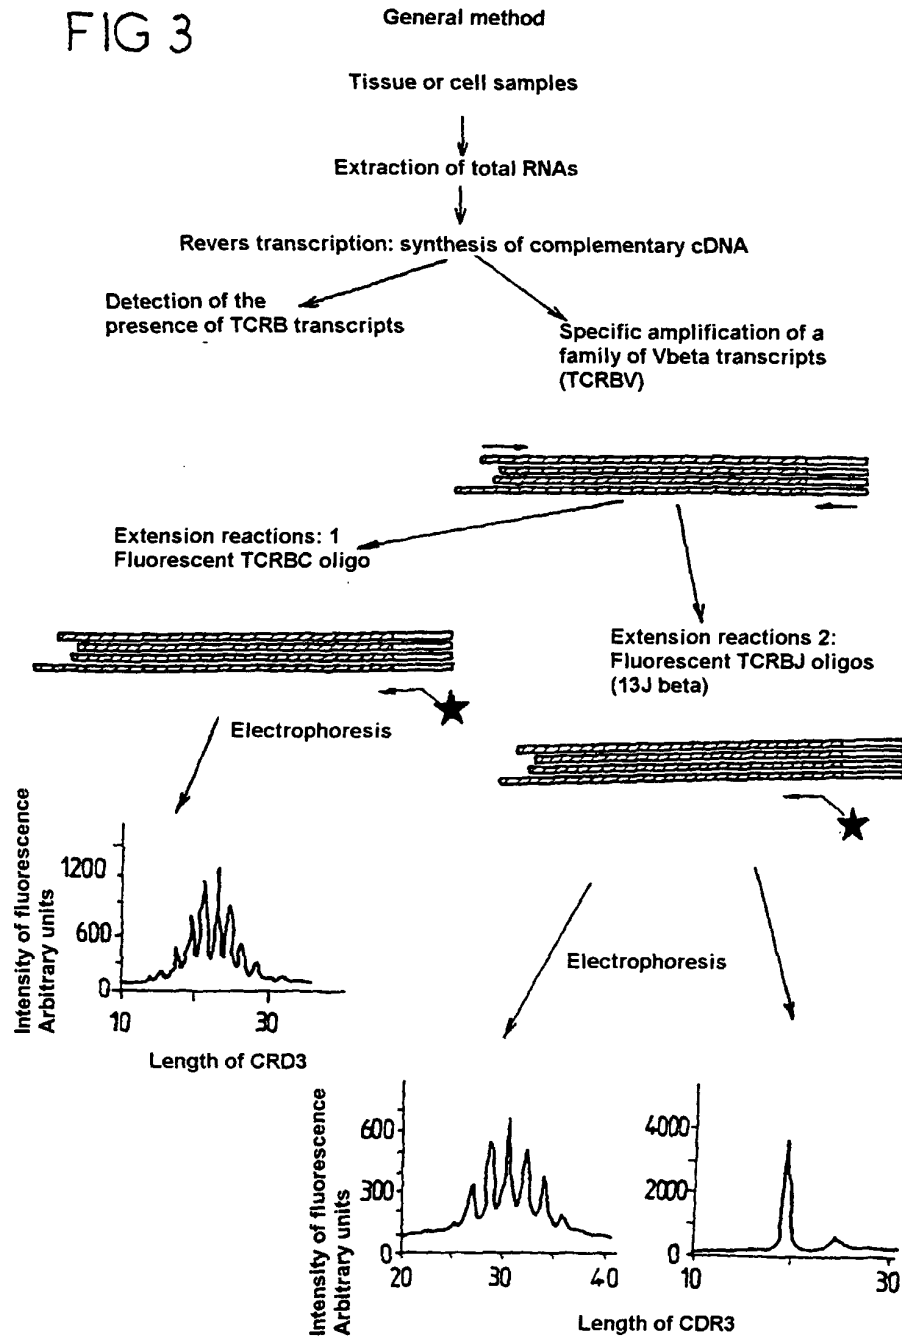 FIG 3
General method
Tissue or cell samples
Extraction of total RNAs
Revers transcription: synthesis of complementary cDNA
Detection of the
presence of TCRB transcripts
Specific amplification of a
family of Vbeta transcripts
(TCRBV)
Extension reactions: 1
Fluorescent TCRBC oligo
Extension reactions 2:
Fluorescent TCRBJ oligos
(13J beta)
Electrophoresis
Intensity of fluorescence
Arbitrary units
1200
600
0
10
30
Length of CRD3
Electrophoresis
Intensity of fluorescence
Arbitrary units
600
300
0
20
30
40
4000
2000
0
10
30
Length of CDR3